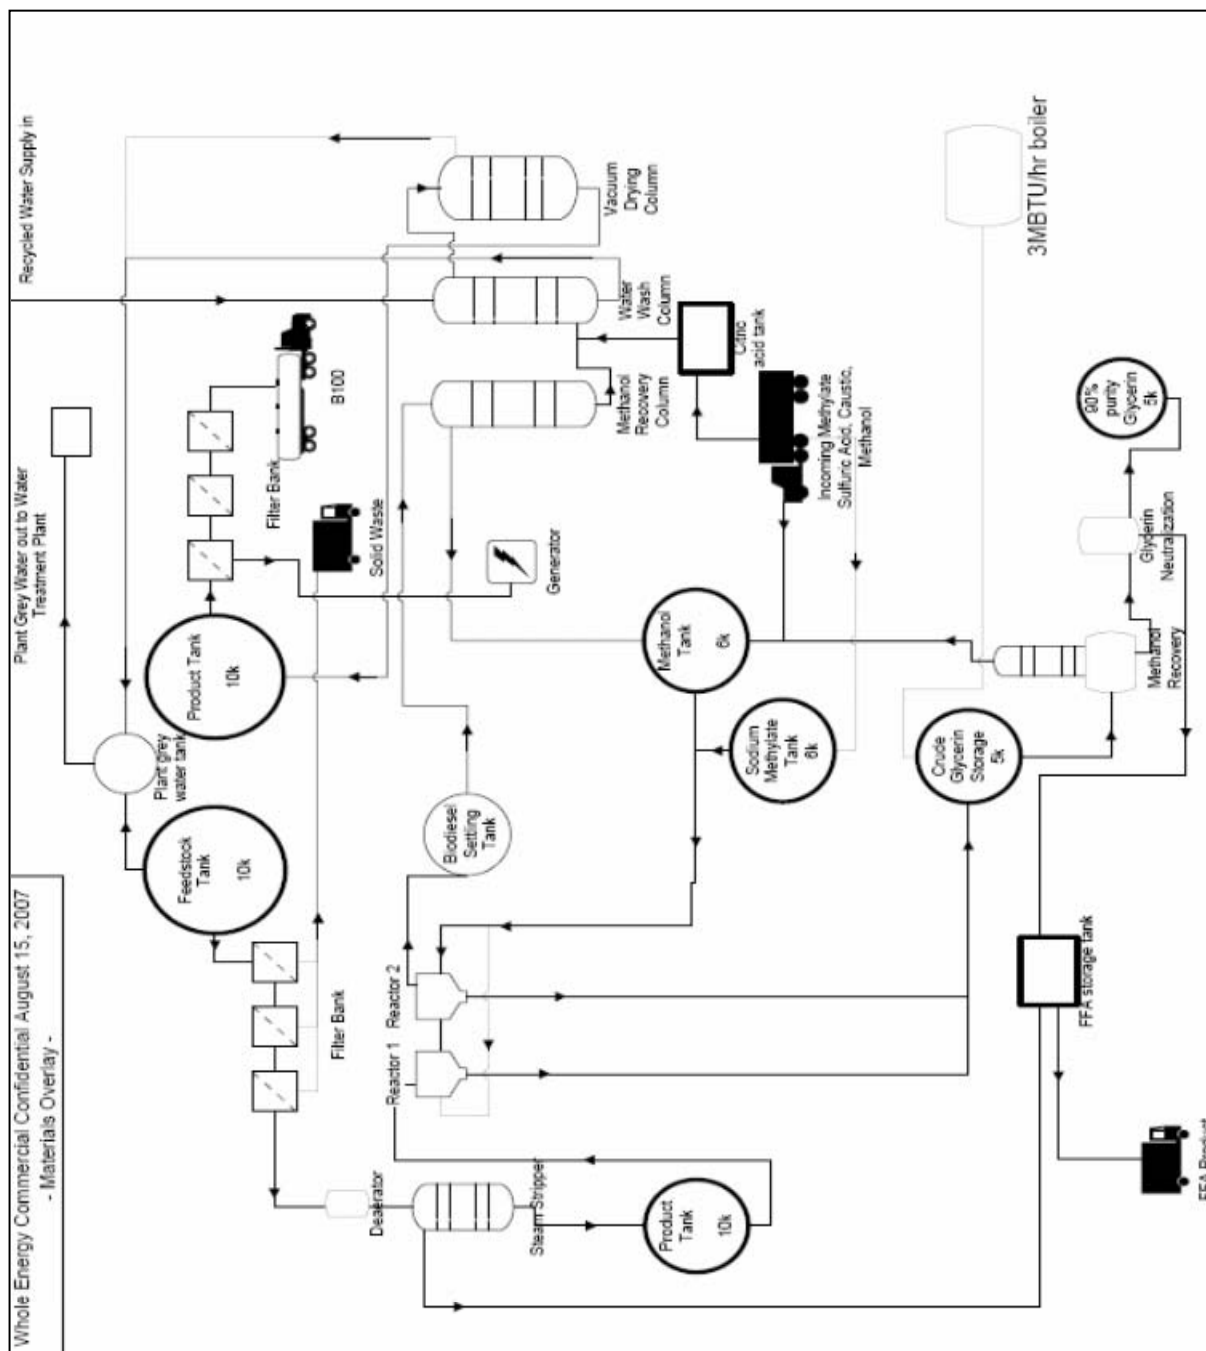 Whole Energy Commercial Confidential August 15, 2007
- Materials Overlay -
Plant Grey Water out to Water
Treatment Plant
Recycled Water Supply in
Feedstock
Tank
10k
Plant grey
water tank
Product Tank
10k
Filter Bank
B100
Solid Waste
Filter Bank
Deaerator
Steam Stripper
Reactor 1
Reactor 2
Biodiesel
Settling
Tank
Generator
Methanol
Recovery
Column
Water
Wash
Column
Vacuum
Drying
Column
Product
Tank
10k
Sodium
Methylate
Tank
6k
Methanol
Tank
6k
Citric
acid tank
Incoming Methylate
Sulfuric Acid, Caustic,
Methanol
Crude
Glycerin
Storage
5k
Methanol
Recovery
Glycerin
Neutralization
90%
purity
Glycerin
5k
3MBTU/hr boiler
FFA storage tank
FFA Product